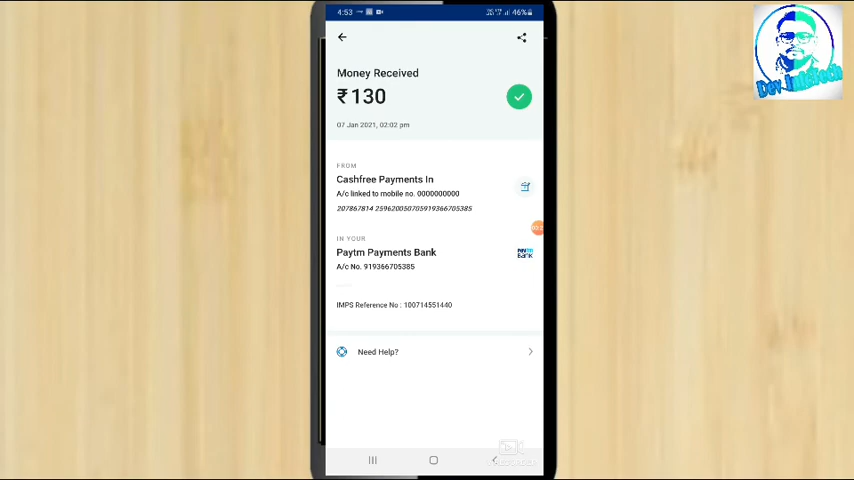 4:53
46%
Money Received
₹130
07 Jan 2021, 02:02 pm
FROM
Cashfree Payments In
A/c linked to mobile no. 0000000000
207867814 259620050705919366705385
IN YOUR
Paytm Payments Bank
A/c No. 919366705385
IMPS Reference No : 100714551440
Need Help?
Dev InfoTech